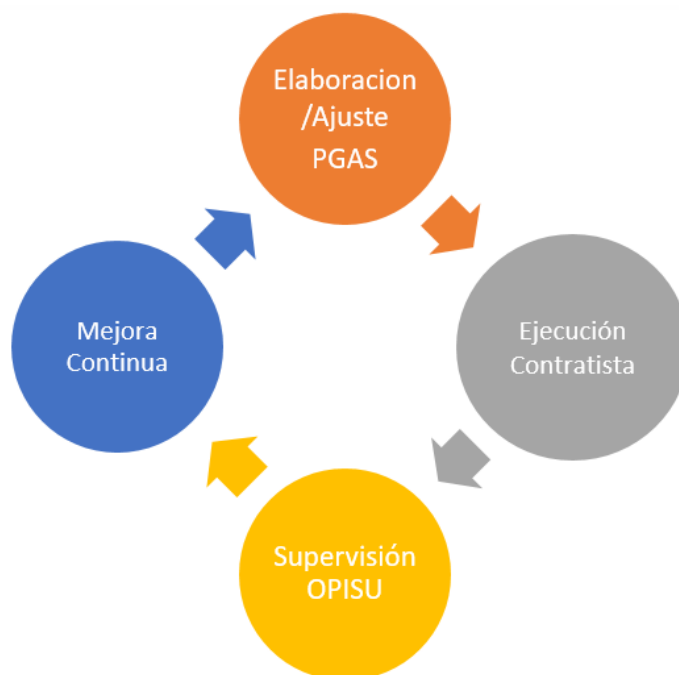 Elaboracion
/Ajuste
PGAS
Ejecución
Contratista
Supervisión
OPISU
Mejora
Continua